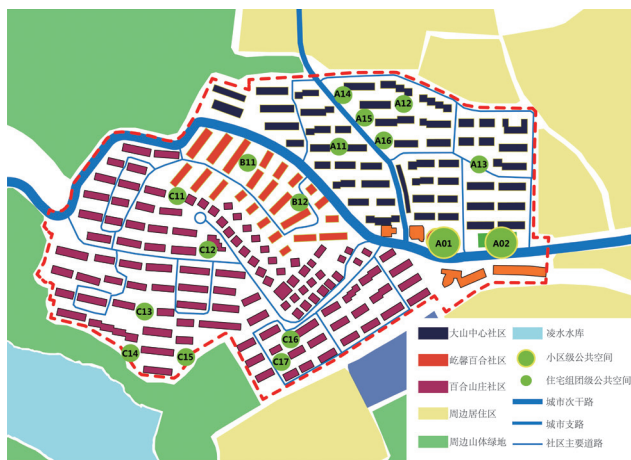 A14
A12
A15
A11
A16
B11
A13
C11
B12
C12
A01
A02
C13
C16
C14
C15
C17
大山中心社区
凌水水库
屹馨百合社区
小区级公共空间
百合山庄社区
住宅组团级公共空间
周边居住区
城市次干路
城市支路
周边山体绿地
社区主要道路